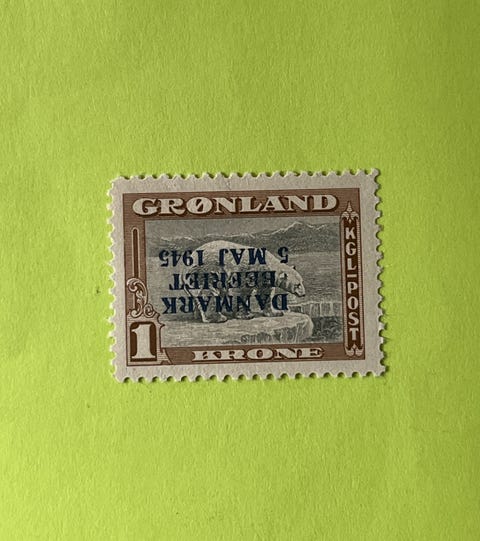 GRØNLAND
KGL-POST
DANMARK
BEFRIET
5 MAJ 1945
1
KRONE